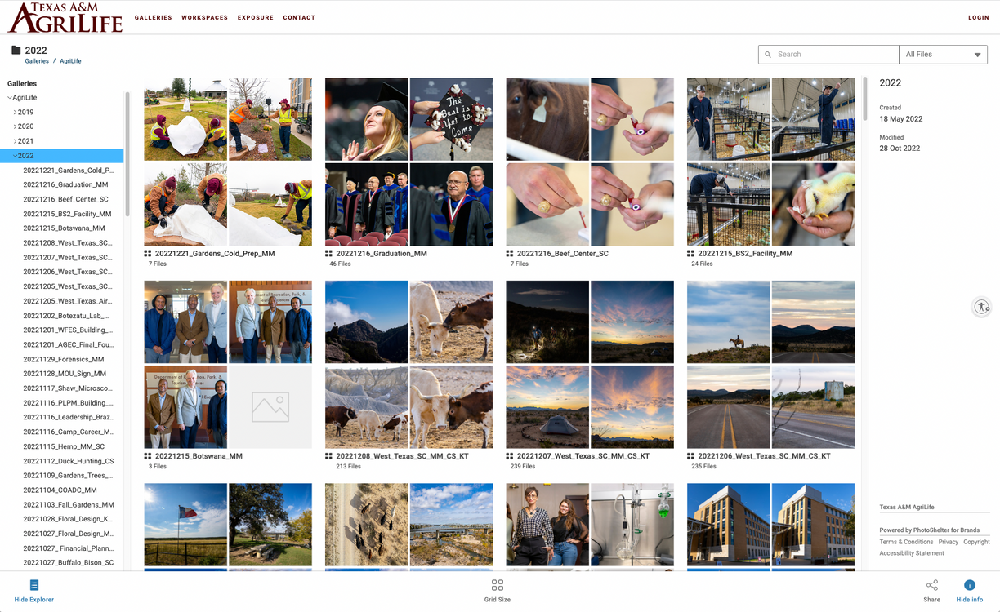 TEXAS A&M
AGRILIFE
GALLERIES
WORKSPACES
EXPOSURE
CONTACT
LOGIN
2022
Galleries / AgriLife
Search
All Files
Galleries
AgriLife
2019
2020
2021
2022
20221221_Gardens_Cold_P...
20221216_Graduation_MM
20221216_Beef_Center_SC
20221215_BS2_Facility_MM
20221215_Botswana_MM
20221208_West_Texas_SC...
20221207_West_Texas_SC...
20221206_West_Texas_SC...
20221205_West_Texas_SC...
20221205_West_Texas_Air...
20221202_Botezatu_Lab_...
20221201_WFES_Building_...
20221201_AGEC_Final_Fou...
20221129_Forensics_MM
20221128_MOU_Sign_MM
20221117_Shaw_Microsco...
20221116_PLPM_Building_...
20221116_Leadership_Braz...
20221116_Camp_Career_M...
20221115_Hemp_MM_SC
20221112_Duck_Hunting_CS
20221109_Gardens_Trees_...
20221104_COADC_MM
20221103_Fall_Gardens_MM
20221028_Floral_Design_K...
20221027_Floral_Design_M...
20221027_ Financial_Plann...
20221027_Buffalo_Bison_SC
The
Best is
Yet to
Come
20221221_Gardens_Cold_Prep_MM
7 Files
20221216_Graduation_MM
46 Files
20221216_Beef_Center_SC
7 Files
20221215_BS2_Facility_MM
24 Files
Department of Recreation, Park, &
Tourism
20221215_Botswana_MM
3 Files
20221208_West_Texas_SC_MM_CS_KT
213 Files
20221207_West_Texas_SC_MM_CS_KT
239 Files
20221206_West_Texas_SC_MM_CS_KT
235 Files
2022
Created
18 May 2022
Modified
28 Oct 2022
Texas A&M AgriLife
Powered by PhotoShelter for Brands
Terms & Conditions Privacy Copyright
Accessibility Statement
Hide Explorer
Grid Size
Share
Hide info